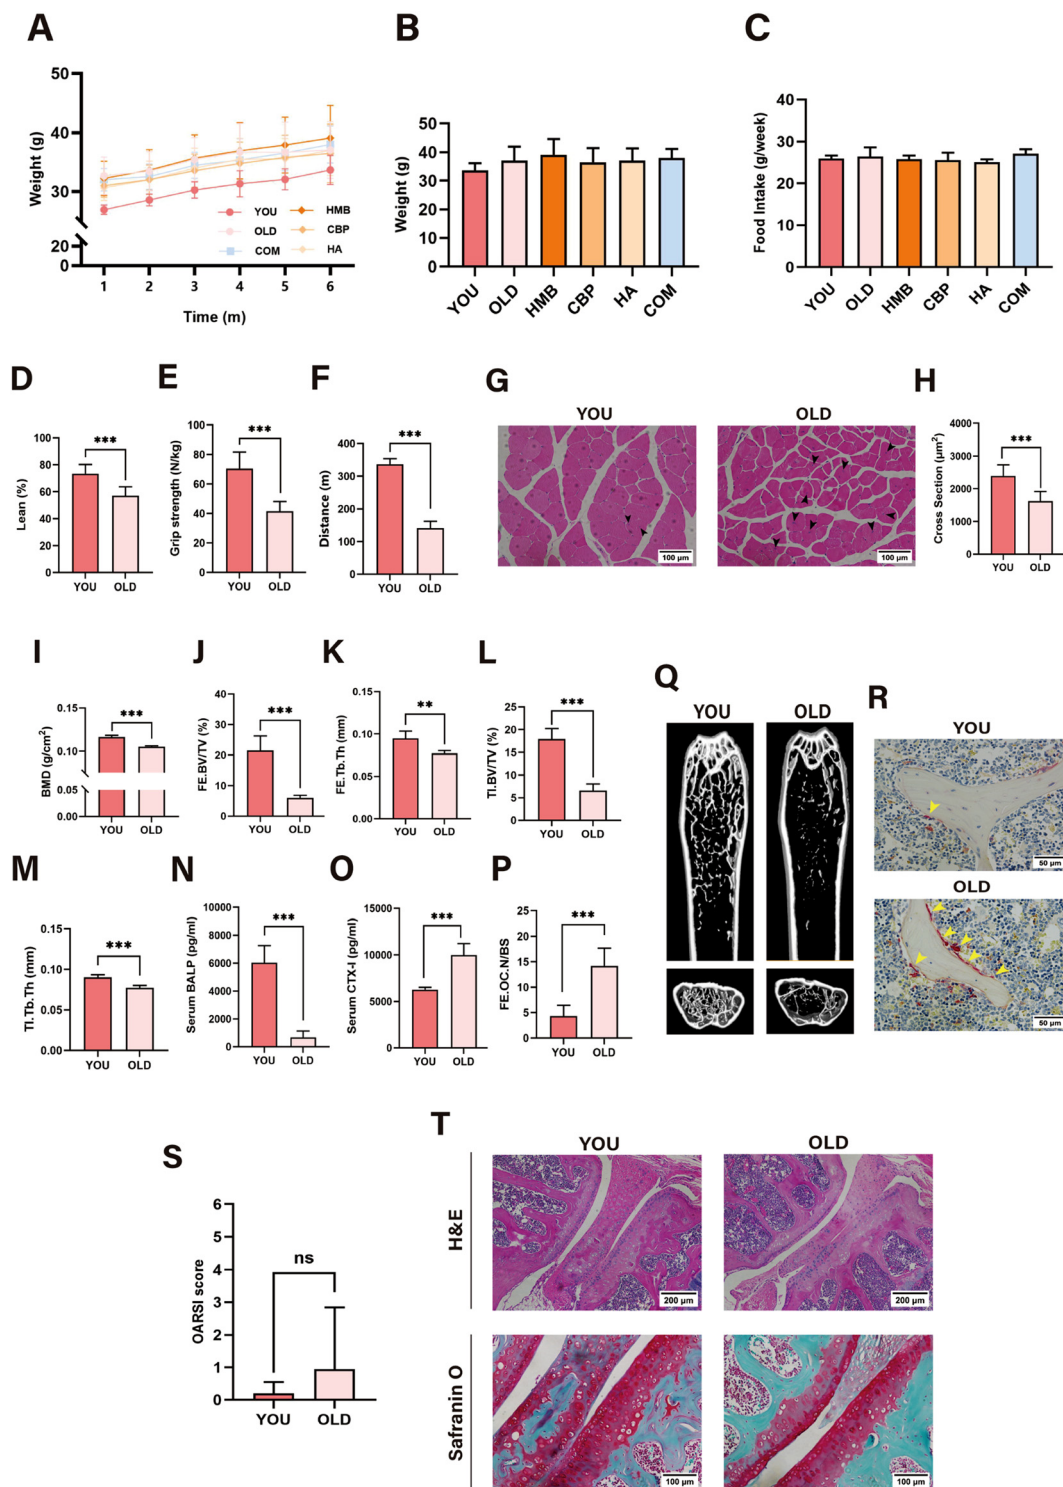 A
Weight (g)
50
40
30
20
0
1 2 3 4 5 6
Time (m)
YOU
OLD
COM
HMB
CBP
HA
B
Weight (g)
50
40
30
20
10
0
YOU OLD HMB CBP HA COM
C
Food Intake (g/week)
40
30
20
10
0
YOU OLD HMB CBP HA COM
D
Lean (%)
100
80
60
40
20
0
***
YOU OLD
E
Grip strength (N/kg)
100
80
60
40
20
0
***
YOU OLD
F
Distance (m)
400
300
200
100
0
***
YOU OLD
G
YOU
100 μm
OLD
100 μm
H
Cross Section (μm²)
4000
3000
2000
1000
0
***
YOU OLD
I
BMD (g/cm²)
0.15
0.10
0.05
0.00
***
YOU OLD
J
FE.BV/TV (%)
40
30
20
10
0
***
YOU OLD
K
FE.Tb.Th (mm)
0.15
0.10
0.05
0.00
**
YOU OLD
L
TI.BV/TV (%)
25
20
15
10
5
0
***
YOU OLD
M
TI.Tb.Th (mm)
0.15
0.10
0.05
0.00
***
YOU OLD
N
Serum BALP (pg/ml)
10000
8000
6000
4000
2000
0
***
YOU OLD
O
Serum CTX-I (pg/ml)
15000
10000
5000
0
***
YOU OLD
P
FE.OC.N/BS
25
20
15
10
5
0
***
YOU OLD
Q
YOU OLD
R
YOU
50 μm
OLD
50 μm
S
OARSI score
6
5
4
3
2
1
0
ns
YOU OLD
T
YOU OLD
H&E
200 μm
200 μm
Safranin O
100 μm
100 μm